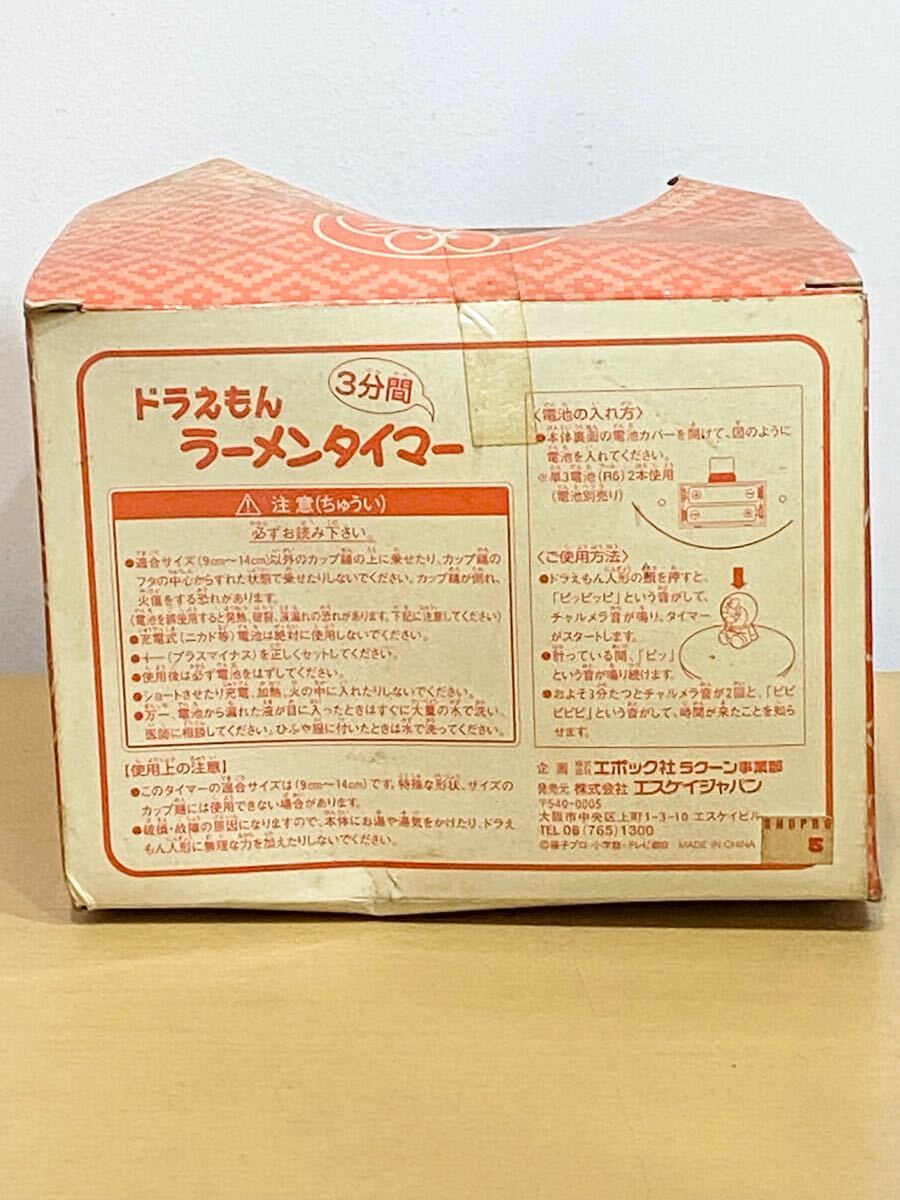 ドラえもん
3分間
ラーメンタイマー
注意(ちゅうい)
必ずお読み下さい。
●適合サイズ(9cm〜14cm)以外のカップ麺の上に乗せたり、カップ麺の
フタの中心からずれた状態で乗せたりしないでください。カップ麺が倒れ、
火傷をする恐れがあります。
(電池を誤使用すると発熱、破裂、液漏れの恐れがあります。下記に注意してください)
●充電式(ニカド等)電池は絶対に使用しないでください。
●+−(プラスマイナス)を正しくセットしてください。
●使用後は必ず電池をはずしてください。
●ショートさせたり充電、加熱、火の中に入れたりしないでください。
●万一、電池から漏れた液が目に入ったときはすぐに大量の水で洗い、
医師に相談してください。ひふや服に付いたときは水で洗ってください。
【使用上の注意】
●このタイマーの適合サイズは(9cm〜14cm)です。特殊な形状、サイズの
カップ麺には使用できない場合があります。
●破損・故障の原因になりますので、本体にお湯や湯気をかけたり、ドラえ
もん人形に無理な力を加えたりしないでください。
〈電池の入れ方〉
●本体裏面の電池カバーを開けて、図のように
電池を入れてください。
※単3電池(R6)2本使用
(電池別売り)
〈ご使用方法〉
●ドラえもん人形の頭を押すと、
「ピッピッピ」という音がして、
チャルメラ音が鳴り、タイマー
がスタートします。
●計っている間、「ピッ」
という音が鳴り続けます。
●およそ3分たつとチャルメラ音が2回と、「ピピ
ピピピ」という音がして、時間が来たことを知ら
せます。
企画 株式会社 エポック社 ラクーン事業部
発売元 株式会社 エスケイジャパン
〒540-0005
大阪市中央区上町1-3-10 エスケイビル
TEL 06(765)1300
©藤子プロ・小学館・テレビ朝日 MADE IN CHINA
5